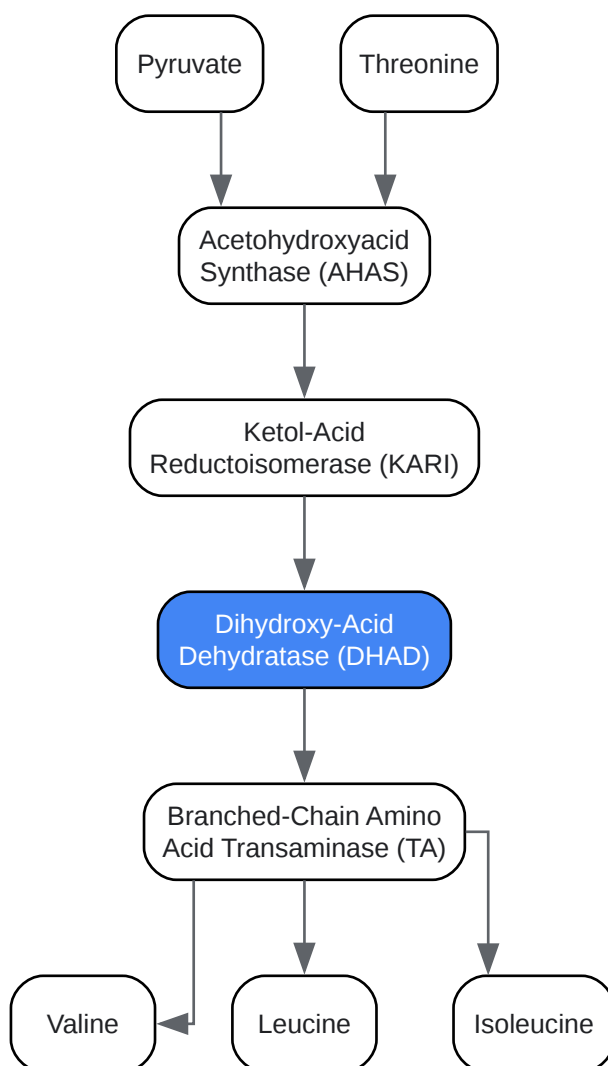 Pyruvate
Threonine
Acetohydroxyacid
Synthase (AHAS)
Ketol-Acid
Reductoisomerase (KARI)
Dihydroxy-Acid
Dehydratase (DHAD)
Branched-Chain Amino
Acid Transaminase (TA)
Valine
Leucine
Isoleucine